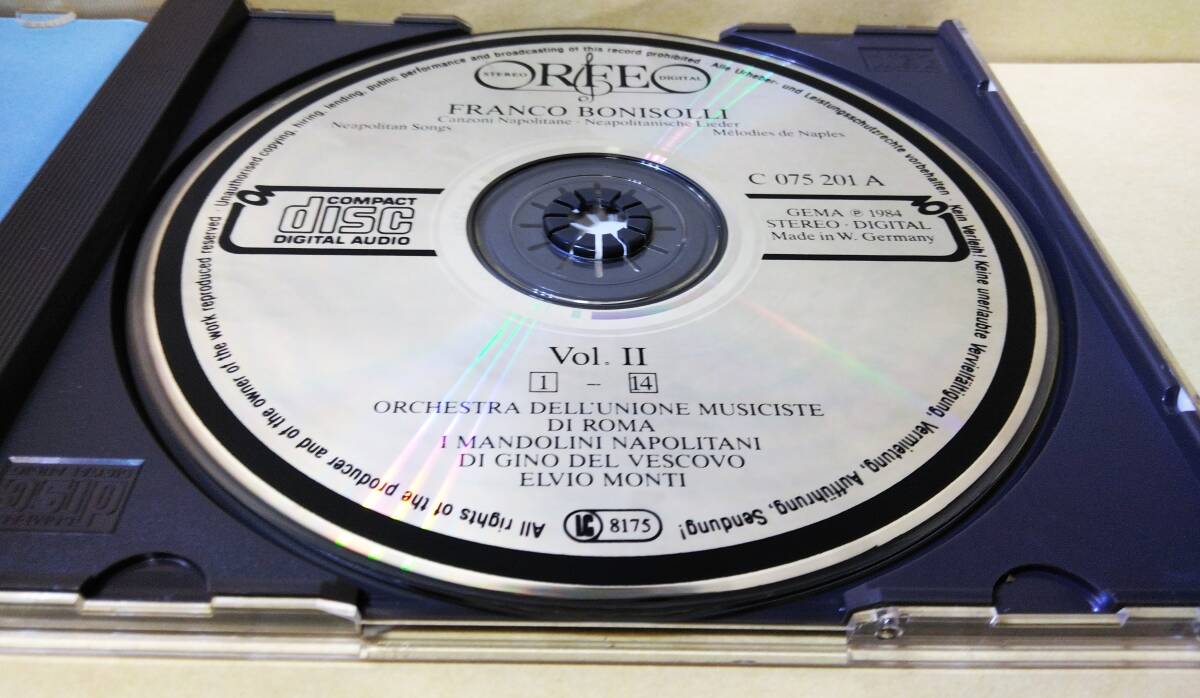 STEREO ORFEO DIGITAL
FRANCO BONISOLLI
Canzoni Napolitane · Neapolitanische Lieder
Neapolitan Songs Mélodies de Naples
C 075 201 A
COMPACT
disc
DIGITAL AUDIO
GEMA ℗ 1984
STEREO · DIGITAL
Made in W. Germany
Vol. II
1 – 14
ORCHESTRA DELL'UNIONE MUSICISTE
DI ROMA
I MANDOLINI NAPOLITANI
DI GINO DEL VESCOVO
ELVIO MONTI
8175
All rights of the producer and of the owner of the work reproduced reserved · Unauthorised copying, hiring, lending, public performance and broadcasting of this record prohibited · Alle Urheber- und Leistungsschutzrechte vorbehalten · Kein Verleih! Keine unerlaubte Vervielfältigung, Vermietung, Aufführung, Sendung!